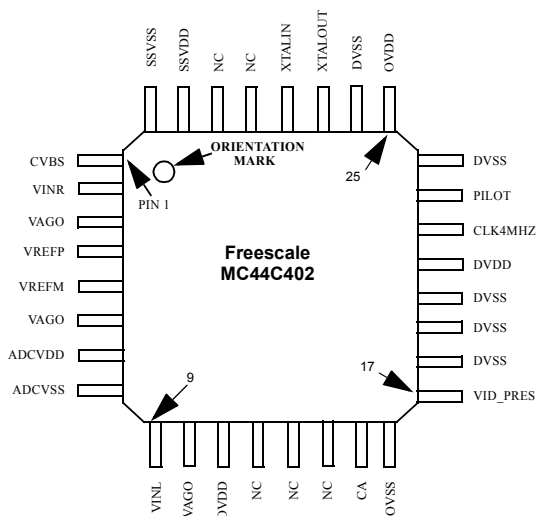 SSVSS
SSVDD
NC
NC
XTALIN
XTALOUT
DVSS
OVDD
ORIENTATION
MARK
25
CVBS
VINR
VAGO
VREFP
VREFM
VAGO
ADCVDD
ADCVSS
PIN 1
Freescale
MC44C402
DVSS
PILOT
CLK4MHZ
DVDD
DVSS
DVSS
DVSS
VID_PRES
9
17
VINL
VAGO
OVDD
NC
NC
NC
CA
OVSS